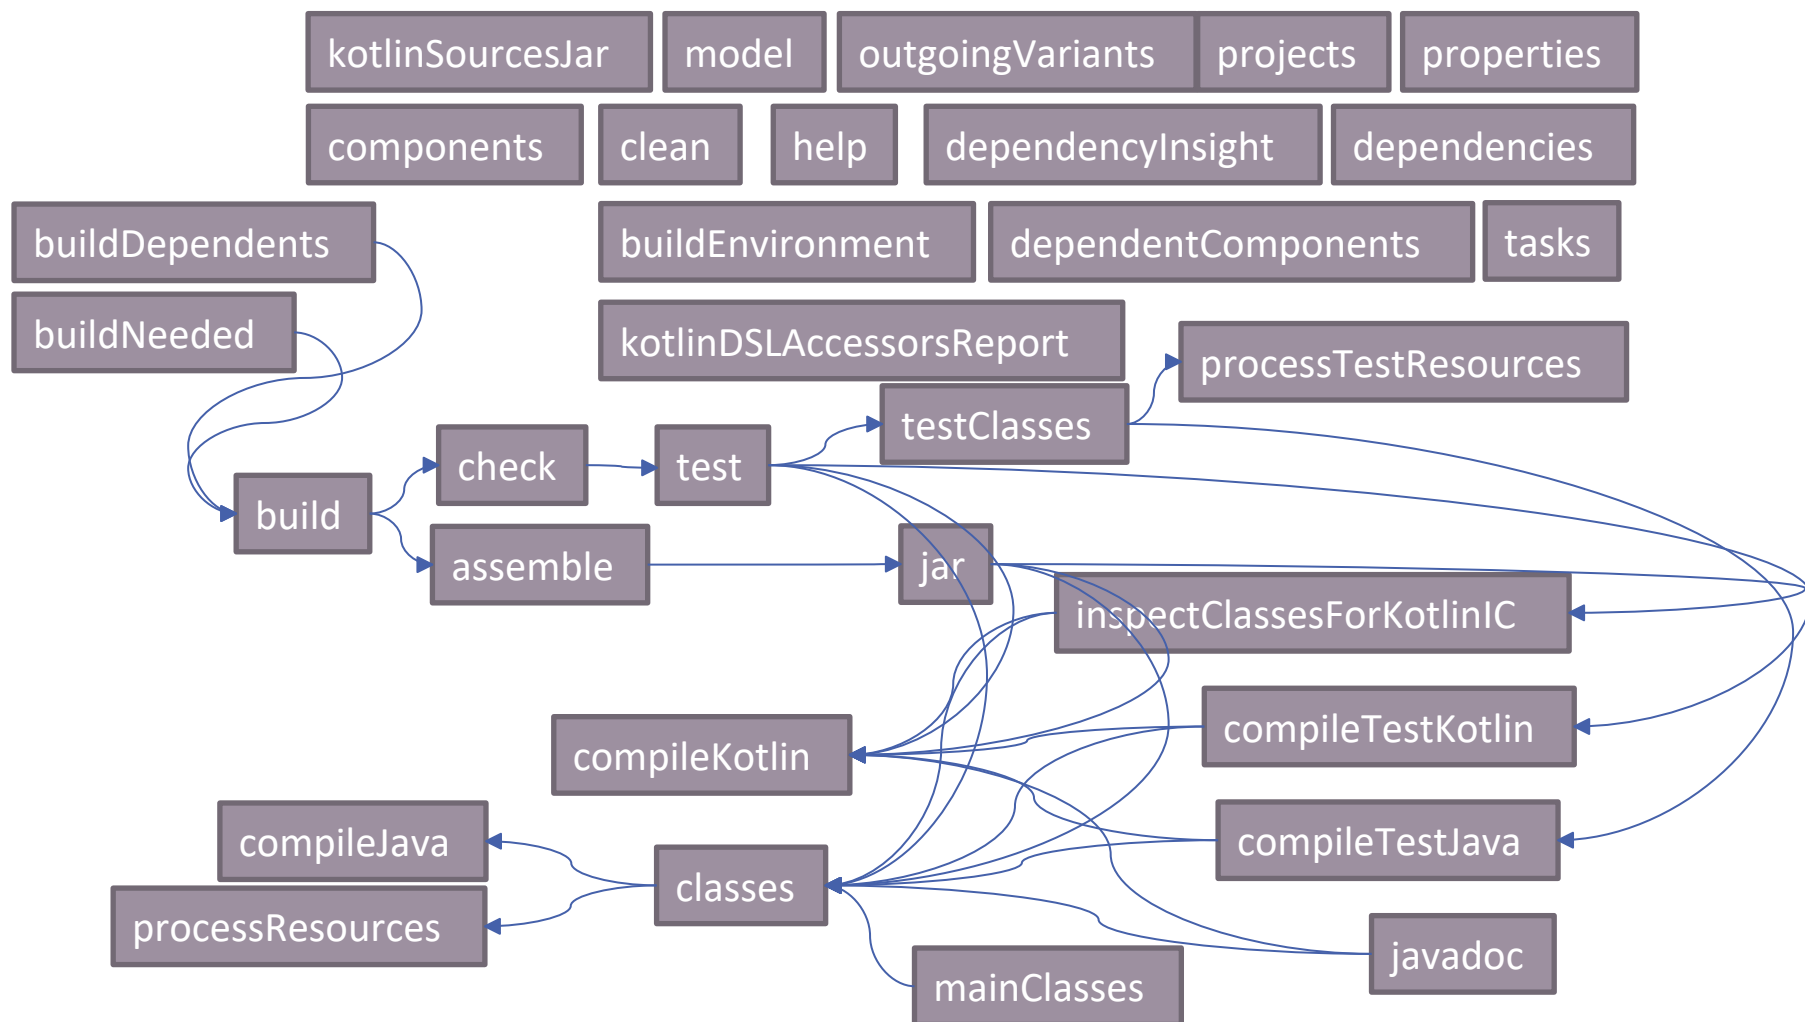 kotlinSourcesJar
model
outgoingVariants
projects
properties
components
clean
help
dependencyInsight
dependencies
buildDependents
buildEnvironment
dependentComponents
tasks
buildNeeded
kotlinDSLAccessorsReport
processTestResources
testClasses
check
test
build
assemble
jar
inspectClassesForKotlinIC
compileKotlin
compileTestKotlin
compileJava
compileTestJava
classes
processResources
javadoc
mainClasses